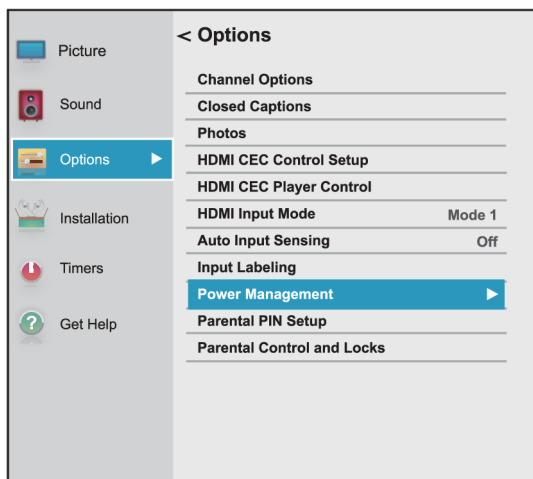 Picture
Sound
Options
Installation
Timers
Get Help
< Options
Channel Options
Closed Captions
Photos
HDMI CEC Control Setup
HDMI CEC Player Control
HDMI Input Mode Mode 1
Auto Input Sensing Off
Input Labeling
Power Management
Parental PIN Setup
Parental Control and Locks